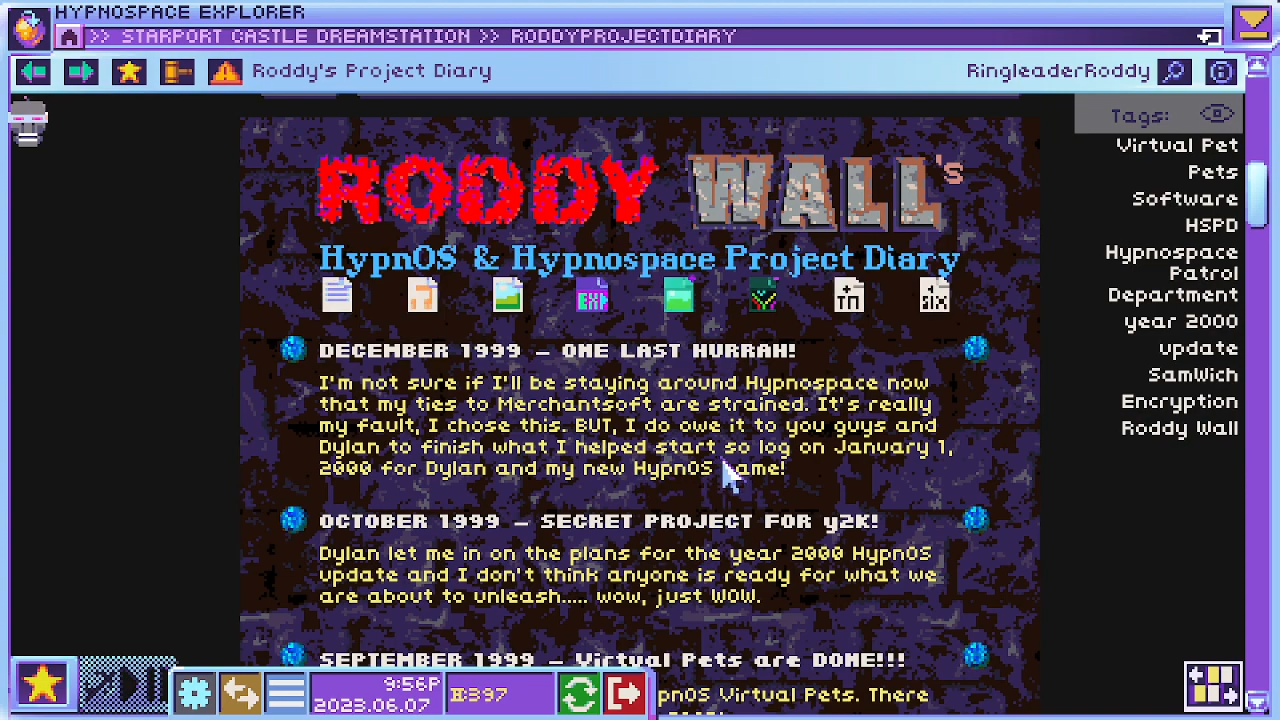 HYPNOSPACE EXPLORER
>> STARPORT CASTLE DREAMSTATION >> RODDYPROJECTDIARY
Roddy's Project Diary
RingleaderRoddy
Tags:
Virtual Pet
Pets
Software
HSPD
Hypnospace
Patrol
Department
year 2000
update
SamWich
Encryption
Roddy Wall
RODDY WALL's
HypnOS & Hypnospace Project Diary
EXP
TN
SIX
DECEMBER 1999 - ONE LAST HURRAH!
I'm not sure if I'll be staying around Hypnospace now
that my ties to Merchantsoft are strained. It's really
my fault, I chose this. BUT, I do owe it to you guys and
Dylan to finish what I helped start so log on January 1,
2000 for Dylan and my new HypnOS game!
OCTOBER 1999 - SECRET PROJECT FOR y2K!
Dylan let me in on the plans for the year 2000 HypnOS
update and I don't think anyone is ready for what we
are about to unleash..... wow, just WOW.
SEPTEMBER 1999 - Virtual Pets are DONE!!!
pnOS Virtual Pets. There
9:56P
2023.06.07
397